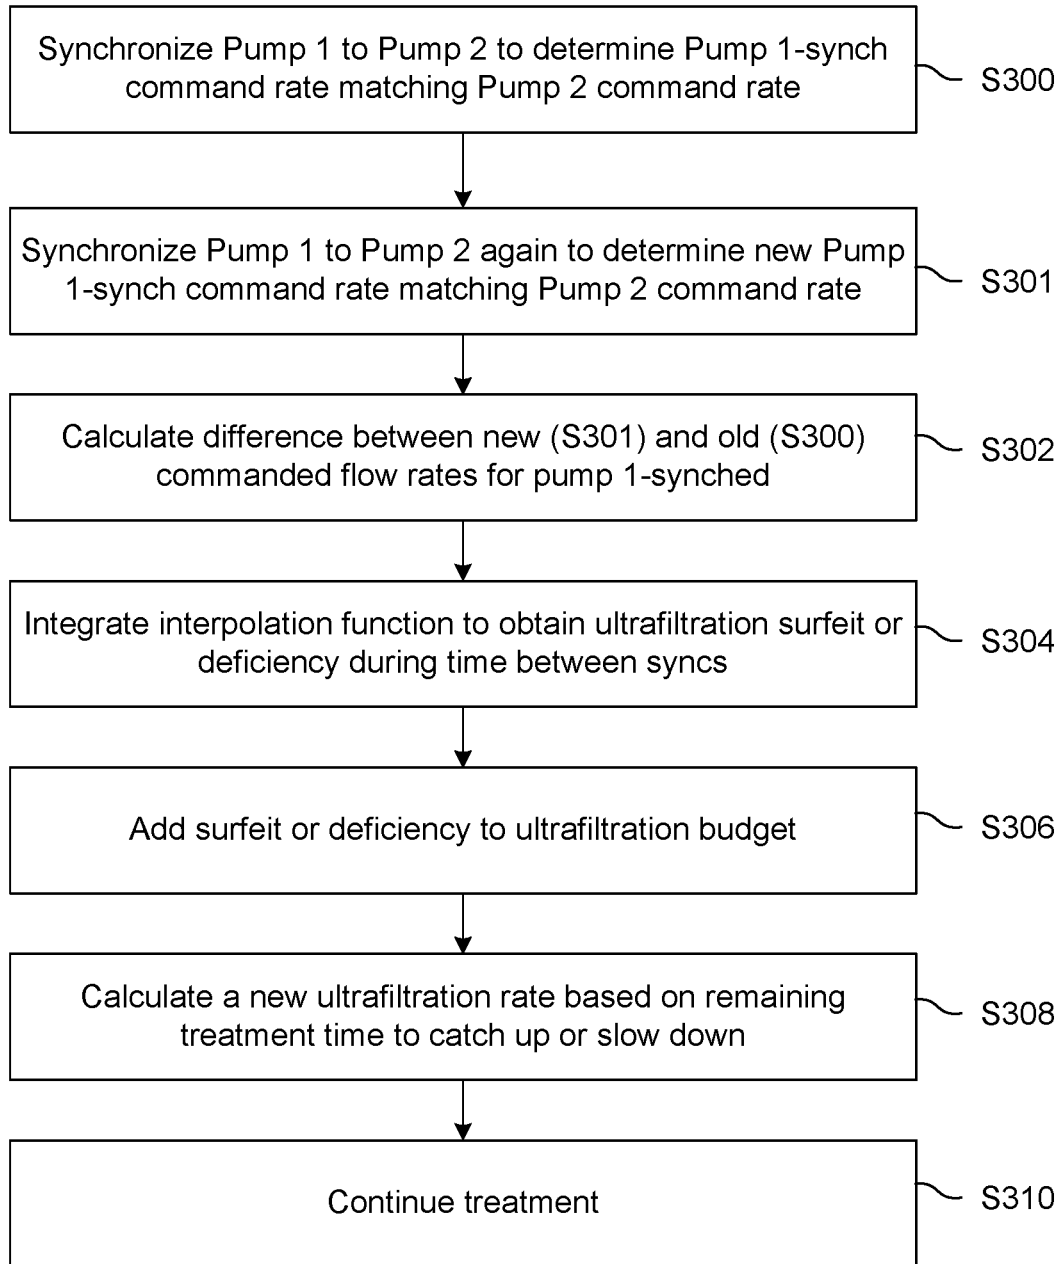 Synchronize Pump 1 to Pump 2 to determine Pump 1-synch
command rate matching Pump 2 command rate
S300
Synchronize Pump 1 to Pump 2 again to determine new Pump
1-synch command rate matching Pump 2 command rate
S301
Calculate difference between new (S301) and old (S300)
commanded flow rates for pump 1-synched
S302
Integrate interpolation function to obtain ultrafiltration surfeit or
deficiency during time between syncs
S304
Add surfeit or deficiency to ultrafiltration budget
S306
Calculate a new ultrafiltration rate based on remaining
treatment time to catch up or slow down
S308
Continue treatment
S310